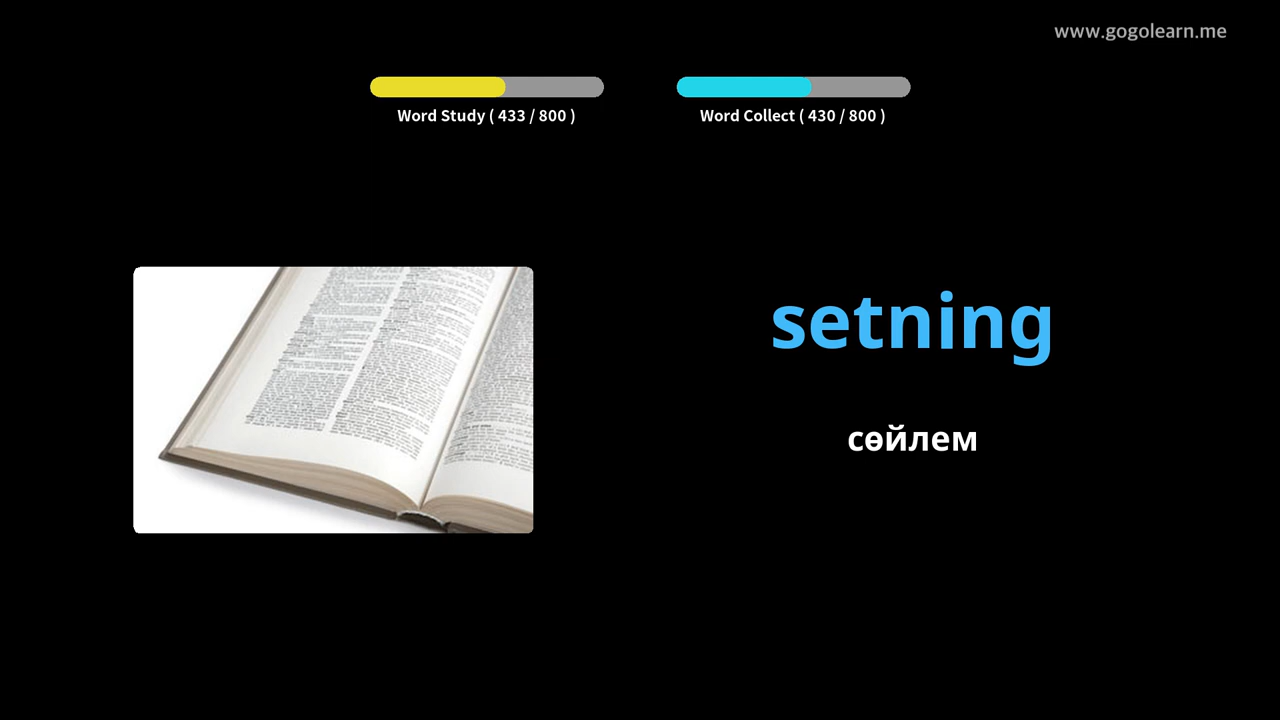 www.gogolearn.me
Word Study ( 433 / 800 )
Word Collect ( 430 / 800 )
setning
сөйлем